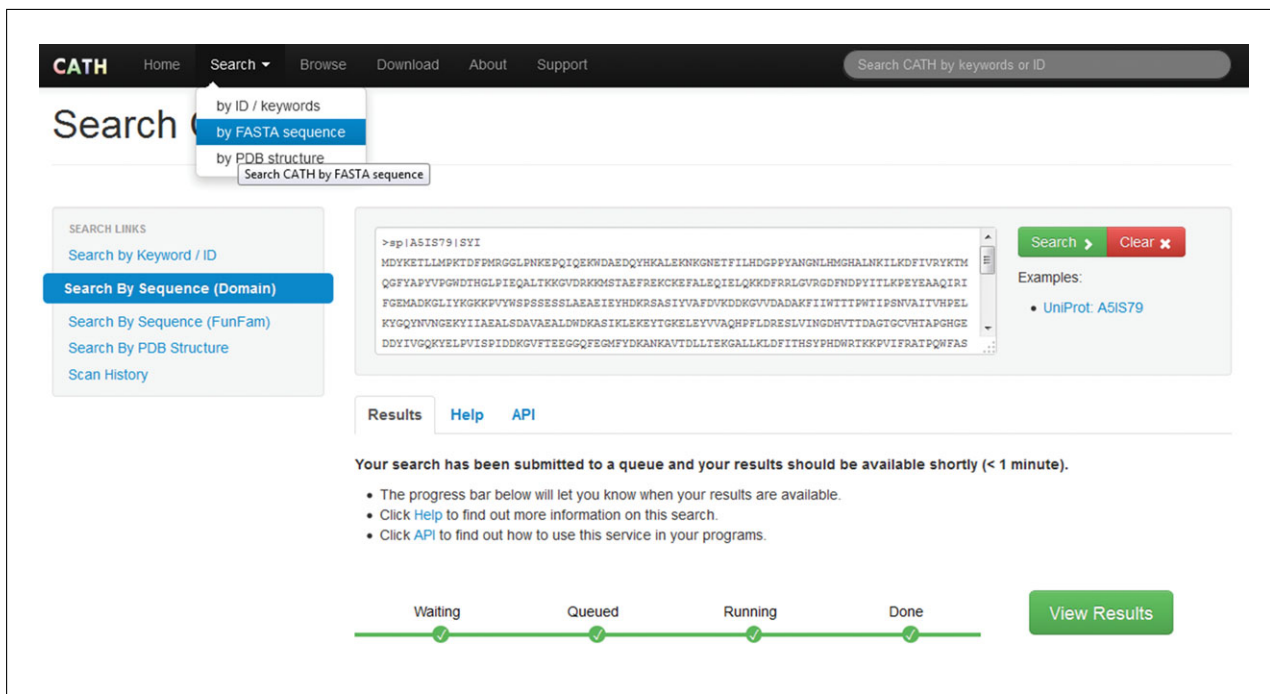 CATH Home Search Browse Download About Support Search CATH by keywords or ID
by ID / keywords
Search C
by FASTA sequence
by PDB structure
Search CATH by FASTA sequence
SEARCH LINKS
Search by Keyword / ID
Search By Sequence (Domain)
Search By Sequence (FunFam)
Search By PDB Structure
Scan History
>sp|A5IS79|SYI
MDYKETLLMPKTDFPMRGGLPNKEPQIQEKWDAEDQYHKALEKNKGNETFILHDGPPYANGNLHMGHALNKILKDFIVRYKTM
QGFYAPYVPGWDTHGLPIEQALTKKGVDRKKMSTAEFREKCKEFALEQIELQKKDFRRLGVRGDFNDPYITLKPEYEAAQIRI
FGEMADKGLIYKGKKPVYWSPSSESSLAEAEIEYHDKRSASIYVAFDVKDDKGVVDADAKFIIWTTTPWTIPSNVAITVHPEL
KYGQYNVNGEKYIIAEALSDAVAEALDWDKASIKLEKEYTGKELEYVVAQHPFLDRESLVINGDHVTTDAGTGCVHTAPGHGE
DDYIVGQKYELPVISPIDDKGVFTEEGGQFEGMFYDKANKAVTDLLTEKGALLKLDFITHSYPHDWRTKKPVIFRATPQWFAS
Search Clear
Examples:
UniProt: A5IS79
Results Help API
Your search has been submitted to a queue and your results should be available shortly (< 1 minute).
• The progress bar below will let you know when your results are available.
• Click Help to find out more information on this search.
• Click API to find out how to use this service in your programs.
Waiting Queued Running Done
View Results